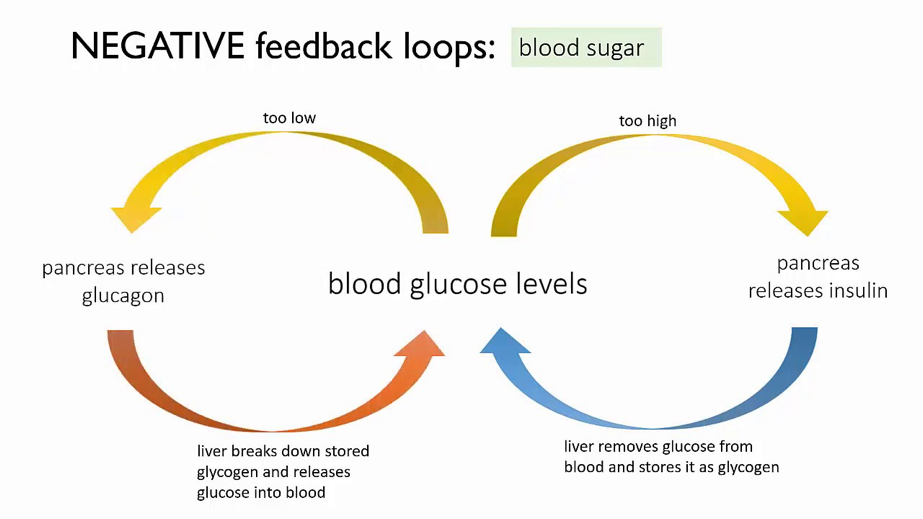 NEGATIVE feedback loops: blood sugar
too low
too high
pancreas releases
glucagon
blood glucose levels
pancreas
releases insulin
liver breaks down stored
glycogen and releases
glucose into blood
liver removes glucose from
blood and stores it as glycogen